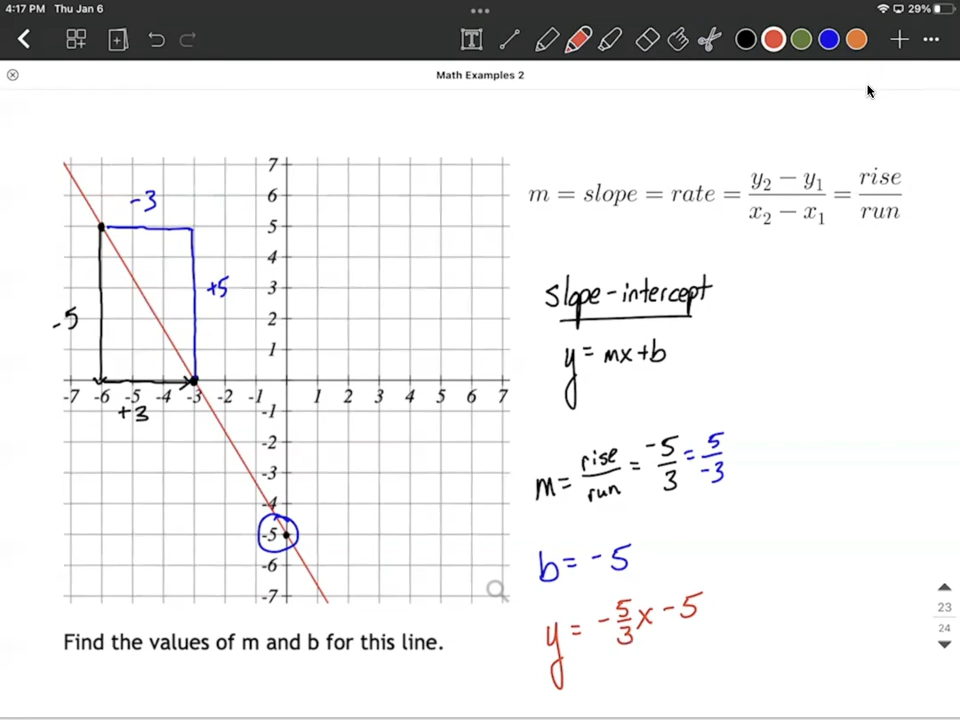 4:17 PM Thu Jan 6
29%
Math Examples 2
7
6
5
4
3
2
1
-7 -6 -5 -4 -3 -2 -1 1 2 3 4 5 6 7
-1
-2
-3
-4
-5
-6
-7
-3
+5
-5
+3
m = slope = rate = y₂ − y₁ / x₂ − x₁ = rise / run
slope-intercept
y = mx+b
m = rise / run = -5 / 3 = 5 / -3
b = -5
y = -5/3 x - 5
Find the values of m and b for this line.
23
24